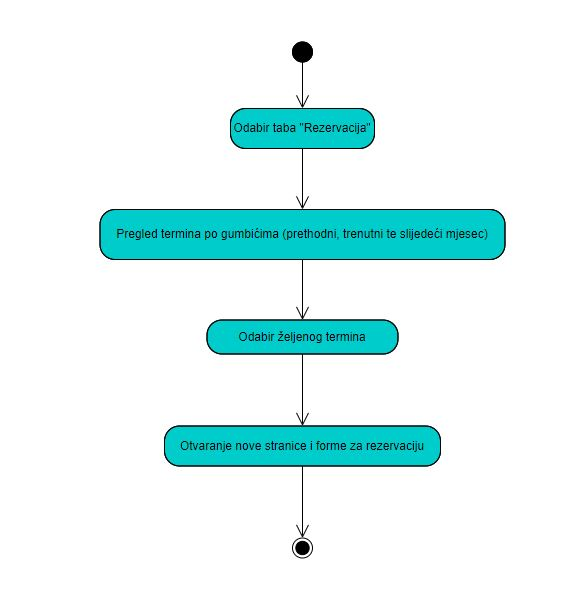 Odabir taba "Rezervacija"
Pregled termina po gumbićima (prethodni, trenutni te slijedeći mjesec)
Odabir željenog termina
Otvaranje nove stranice i forme za rezervaciju